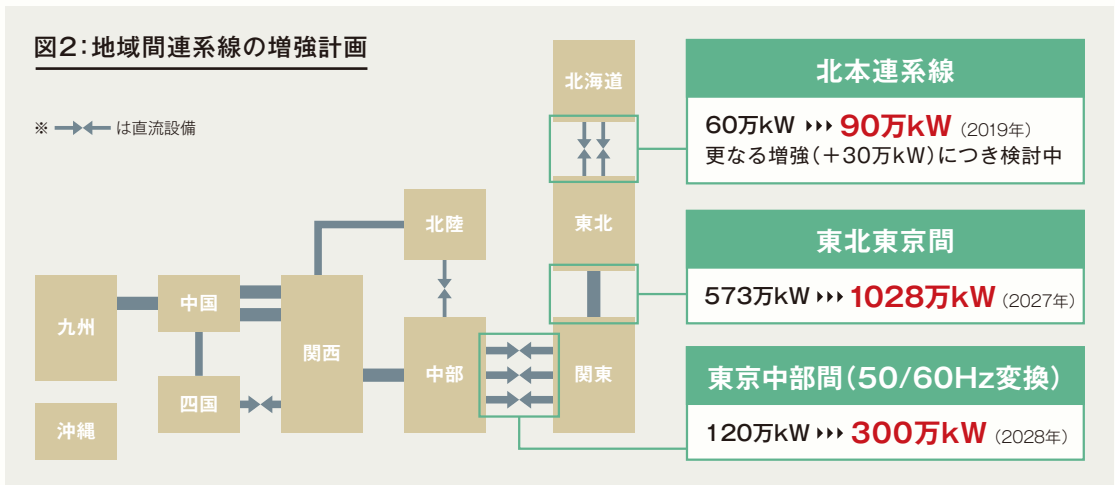 図2:地域間連系線の増強計画
※ は直流設備
北海道
東北
北陸
九州
中国
関西
中部
関東
四国
沖縄
北本連系線
60万kW 90万kW (2019年)
更なる増強(+30万kW)につき検討中
東北東京間
573万kW 1028万kW (2027年)
東京中部間(50/60Hz変換)
120万kW 300万kW (2028年)